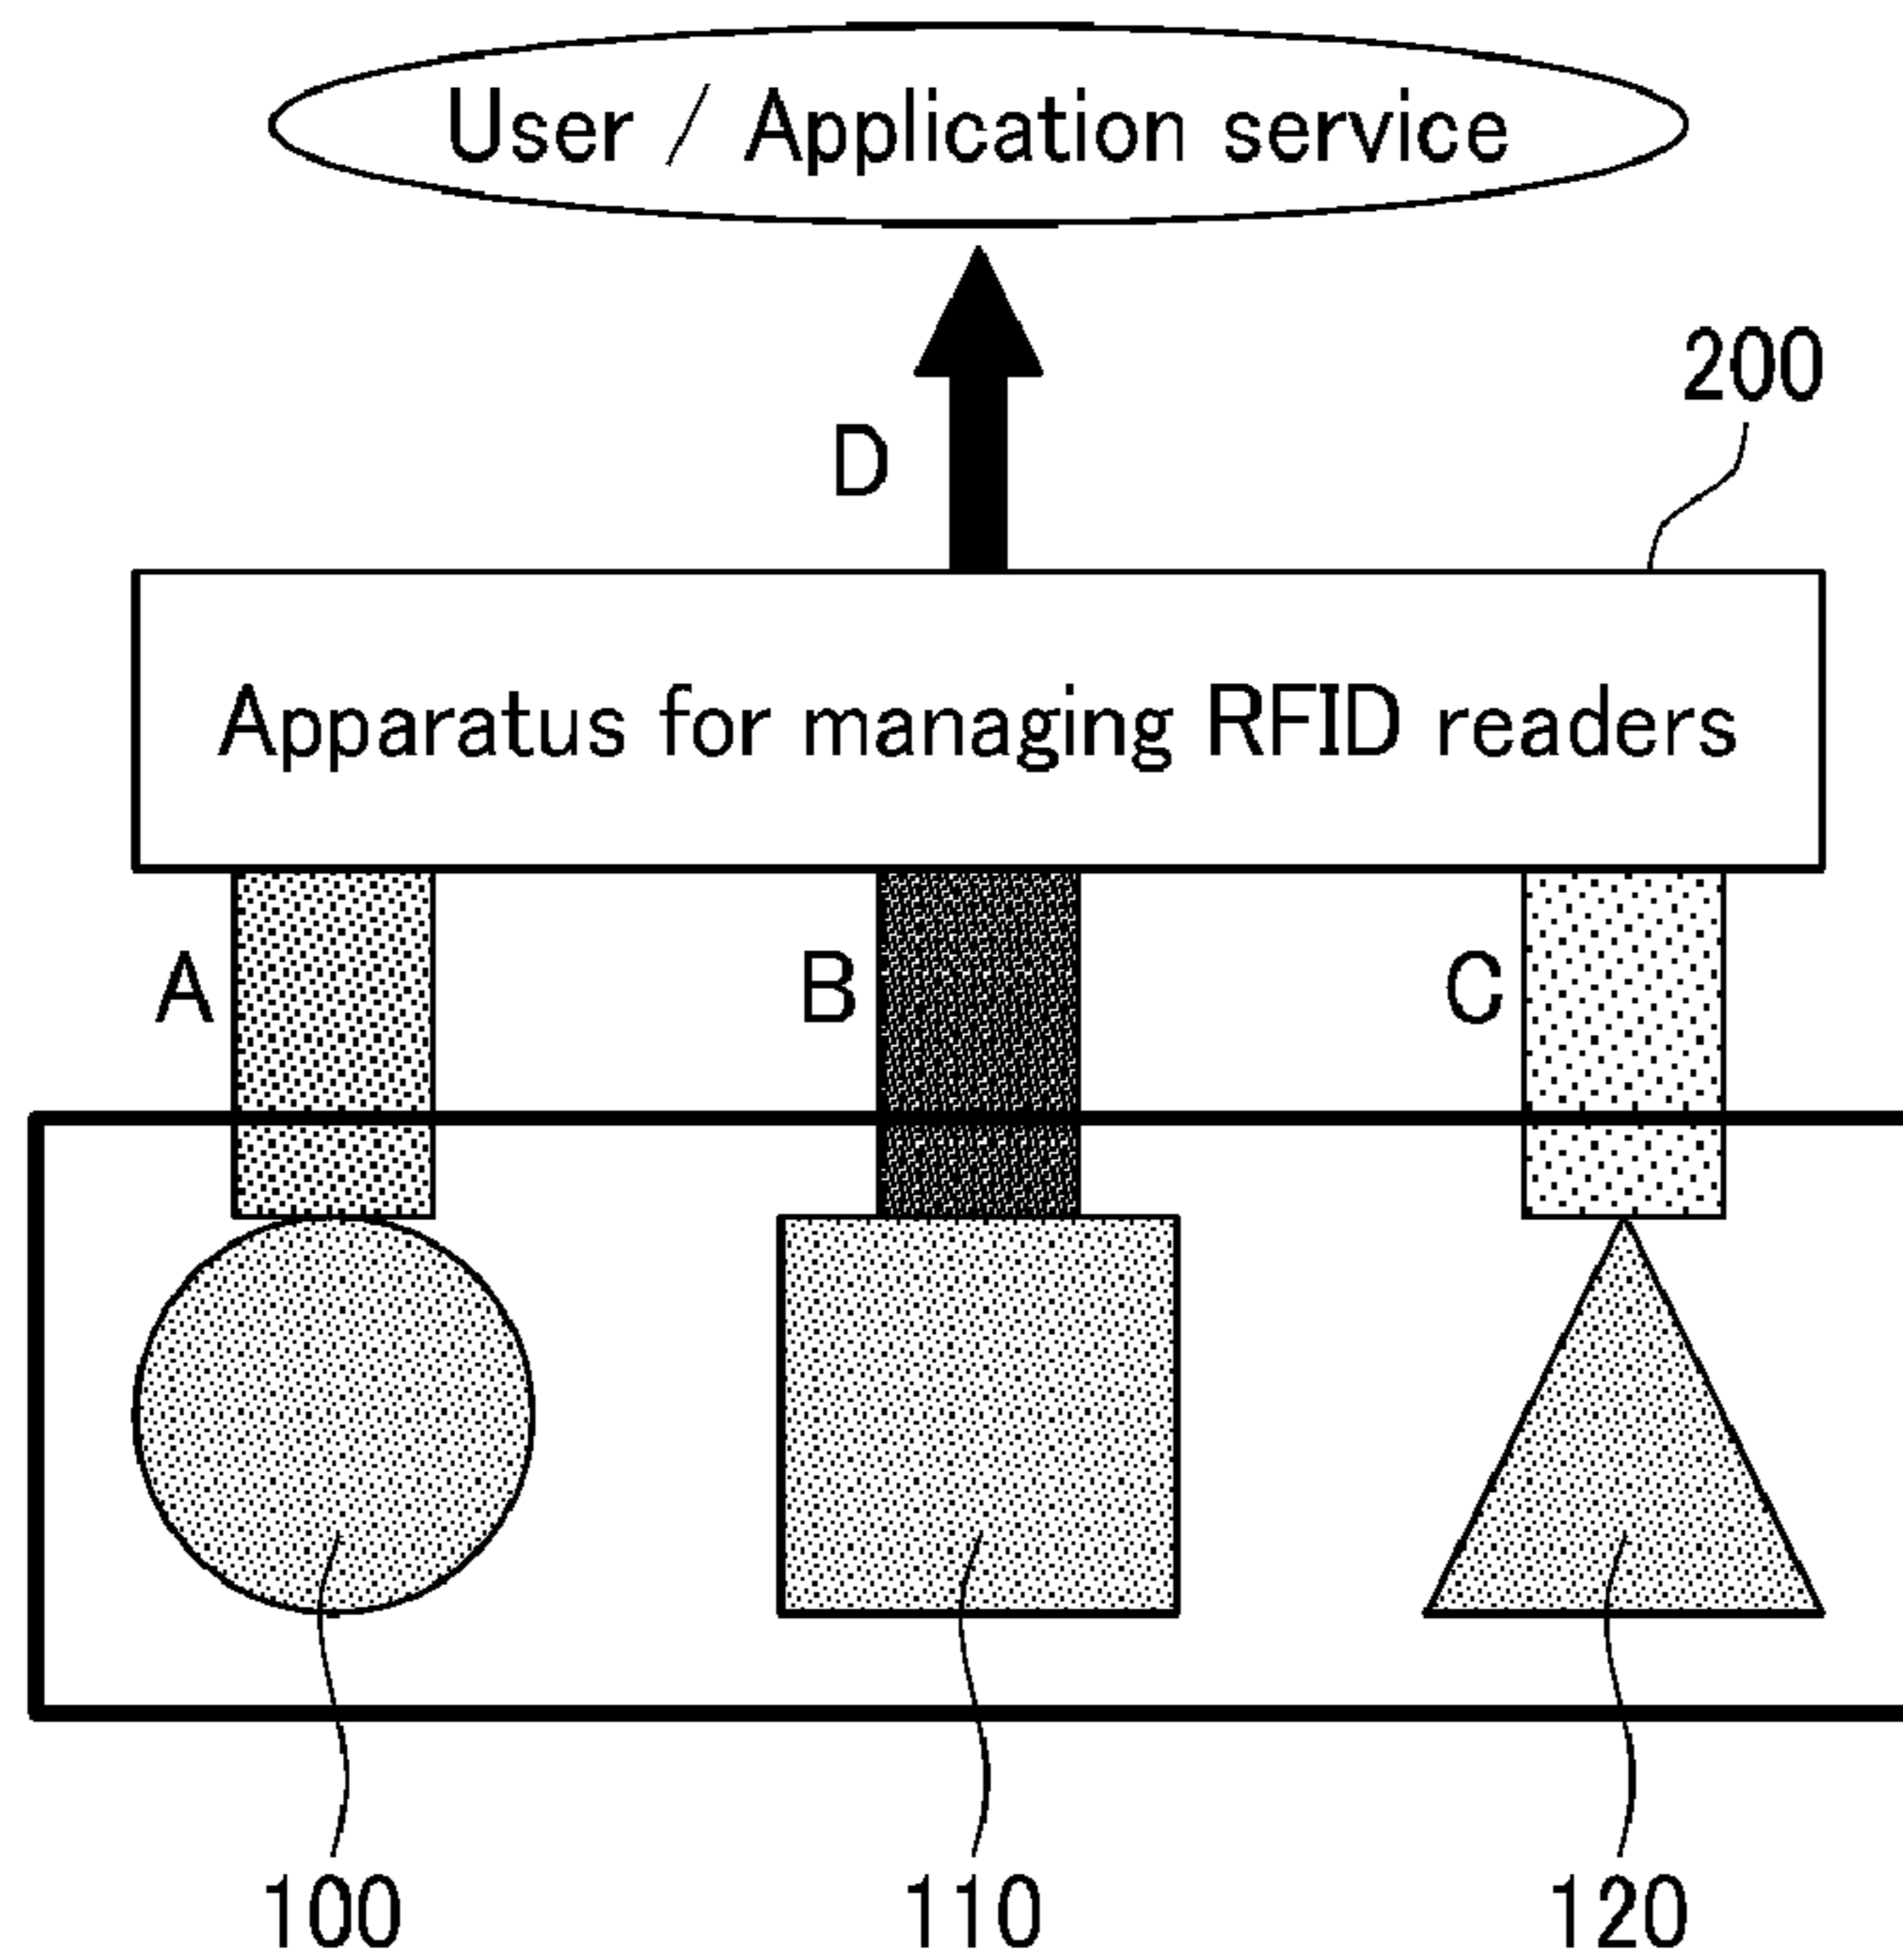 User / Application service
200
D
Apparatus for managing RFID readers
A B C
100 110 120